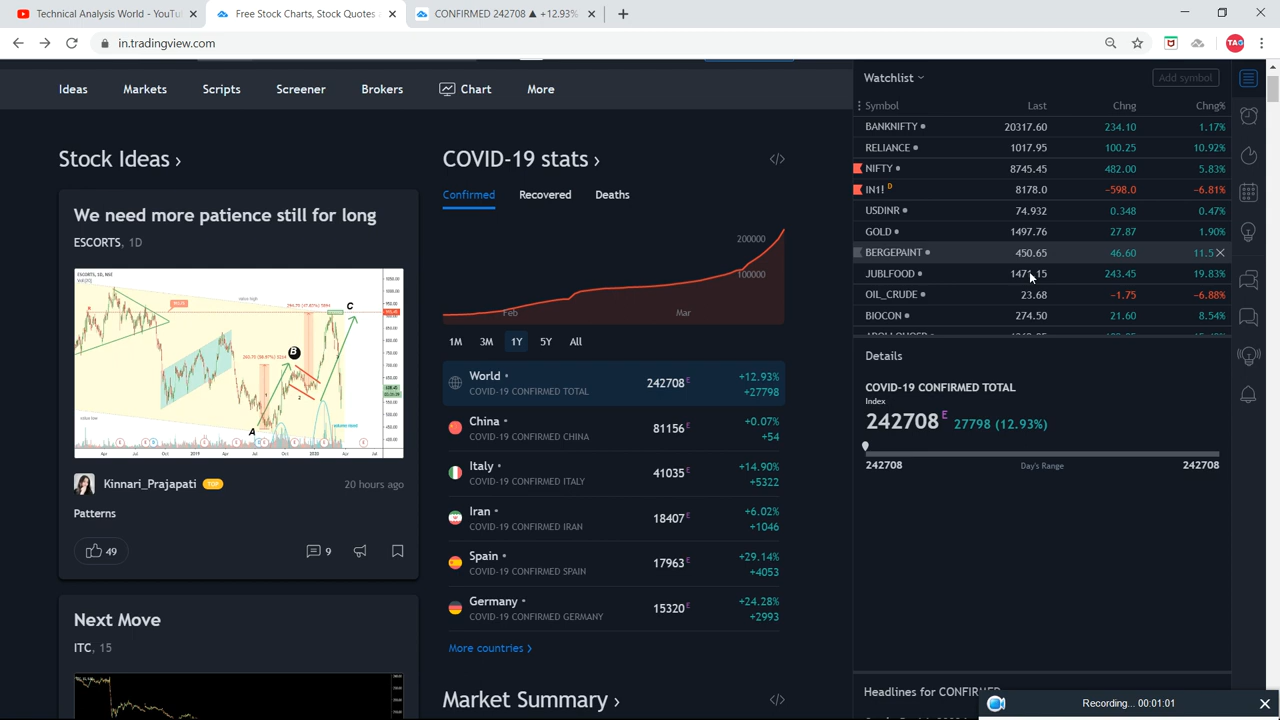 Technical Analysis World - YouTu
Free Stock Charts, Stock Quotes
CONFIRMED 242708 ▲ +12.93%
in.tradingview.com
TAG
Ideas
Markets
Scripts
Screener
Brokers
Chart
More
Stock Ideas ›
We need more patience still for long
ESCORTS, 1D
A
B
C
Kinnari_Prajapati TOP
20 hours ago
Patterns
49
9
Next Move
ITC, 15
COVID-19 stats ›
Confirmed
Recovered
Deaths
200000
100000
Feb
Mar
1M 3M 1Y 5Y All
World
COVID-19 CONFIRMED TOTAL
242708 E
+12.93%
+27798
China
COVID-19 CONFIRMED CHINA
81156 E
+0.07%
+54
Italy
COVID-19 CONFIRMED ITALY
41035 E
+14.90%
+5322
Iran
COVID-19 CONFIRMED IRAN
18407 E
+6.02%
+1046
Spain
COVID-19 CONFIRMED SPAIN
17963 E
+29.14%
+4053
Germany
COVID-19 CONFIRMED GERMANY
15320 E
+24.28%
+2993
More countries ›
Market Summary ›
Watchlist
Add symbol
Symbol Last Chng Chng%
BANKNIFTY 20317.60 234.10 1.17%
RELIANCE 1017.95 100.25 10.92%
NIFTY 8745.45 482.00 5.83%
IN1! D 8178.0 −598.0 −6.81%
USDINR 74.932 0.348 0.47%
GOLD 1497.76 27.87 1.90%
BERGEPAINT 450.65 46.60 11.5
JUBLFOOD 1471.15 243.45 19.83%
OIL_CRUDE 23.68 −1.75 −6.88%
BIOCON 274.50 21.60 8.54%
Details
COVID-19 CONFIRMED TOTAL
Index
242708 E 27798 (12.93%)
242708 Day's Range 242708
Headlines for CONFIRMED
Recording... 00:01:01